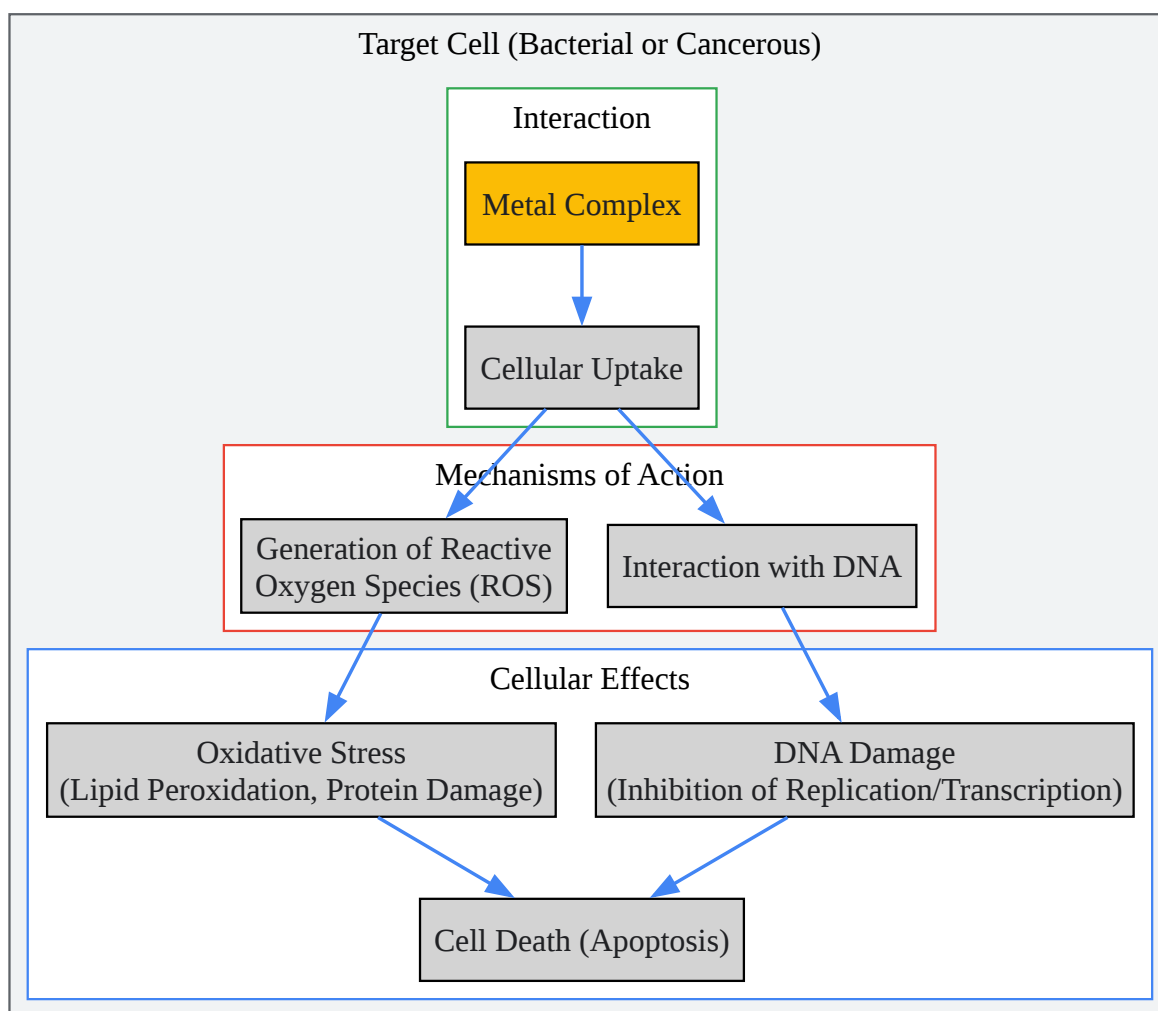 Target Cell (Bacterial or Cancerous)
Interaction
Metal Complex
Cellular Uptake
Mechanisms of Action
Generation of Reactive
Oxygen Species (ROS)
Interaction with DNA
Cellular Effects
Oxidative Stress
(Lipid Peroxidation, Protein Damage)
DNA Damage
(Inhibition of Replication/Transcription)
Cell Death (Apoptosis)